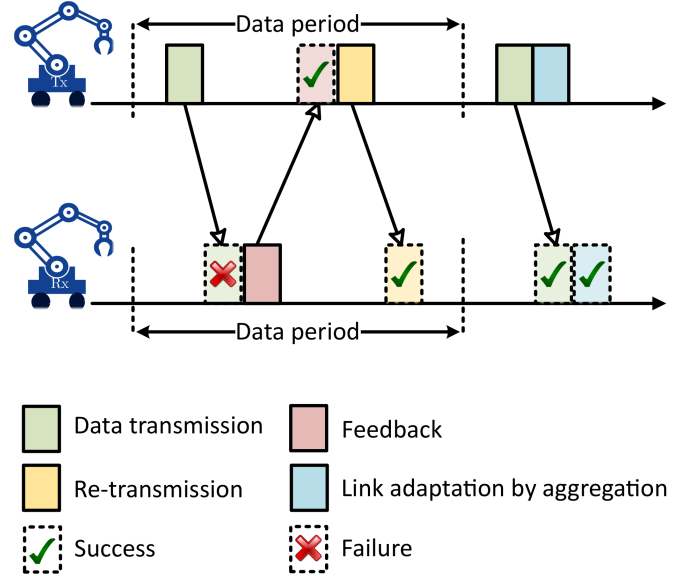 Data period
Tx
Rx
Data period
Data transmission
Feedback
Re-transmission
Link adaptation by aggregation
Success
Failure